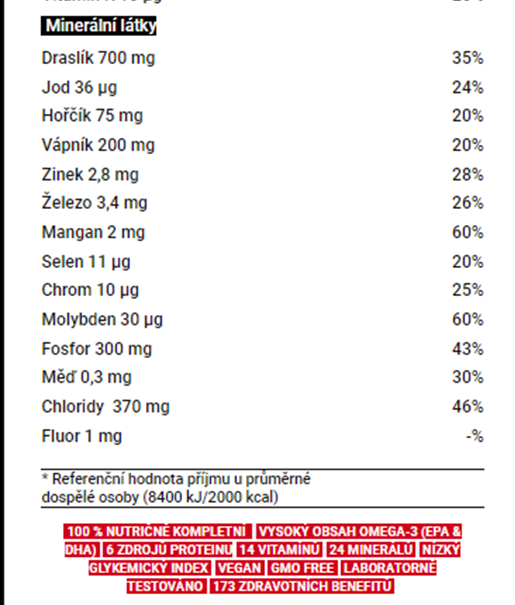 Minerální látky
Draslík 700 mg 35%
Jod 36 µg 24%
Hořčík 75 mg 20%
Vápník 200 mg 20%
Zinek 2,8 mg 28%
Železo 3,4 mg 26%
Mangan 2 mg 60%
Selen 11 µg 20%
Chrom 10 µg 25%
Molybden 30 µg 60%
Fosfor 300 mg 43%
Měď 0,3 mg 30%
Chloridy 370 mg 46%
Fluor 1 mg -%
* Referenční hodnota příjmu u průměrné
dospělé osoby (8400 kJ/2000 kcal)
100 % NUTRIČNĚ KOMPLETNÍ VYSOKÝ OBSAH OMEGA-3 (EPA &
DHA) 6 ZDROJŮ PROTEINU 14 VITAMÍNŮ 24 MINERÁLŮ NÍZKÝ
GLYKEMICKÝ INDEX VEGAN GMO FREE LABORATORNĚ
TESTOVÁNO 173 ZDRAVOTNÍCH BENEFITŮ